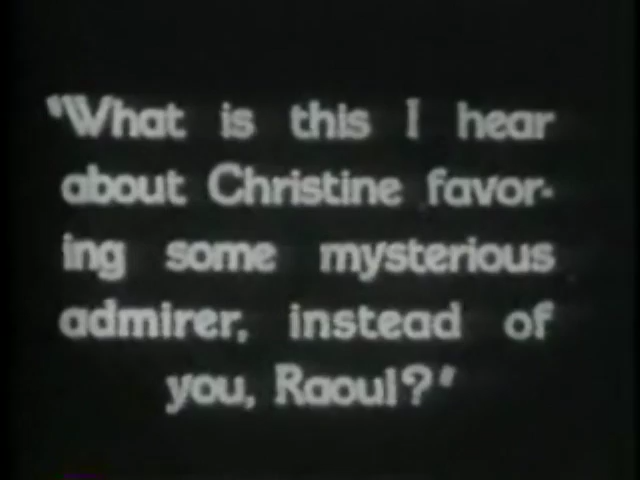 "What is this I hear
about Christine favor-
ing some mysterious
admirer, instead of
you, Raoul?"